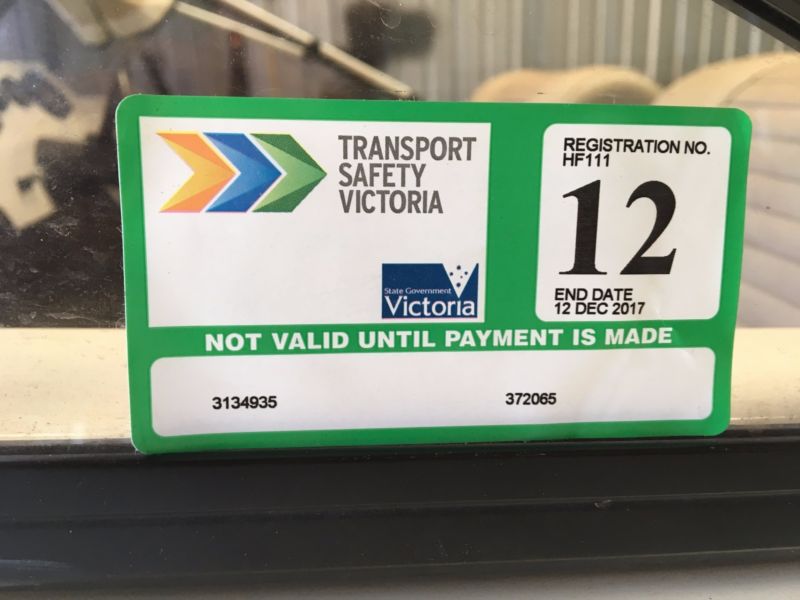 TRANSPORT
SAFETY
VICTORIA
State Government
Victoria
REGISTRATION NO.
HF111
12
END DATE
12 DEC 2017
NOT VALID UNTIL PAYMENT IS MADE
3134935
372065